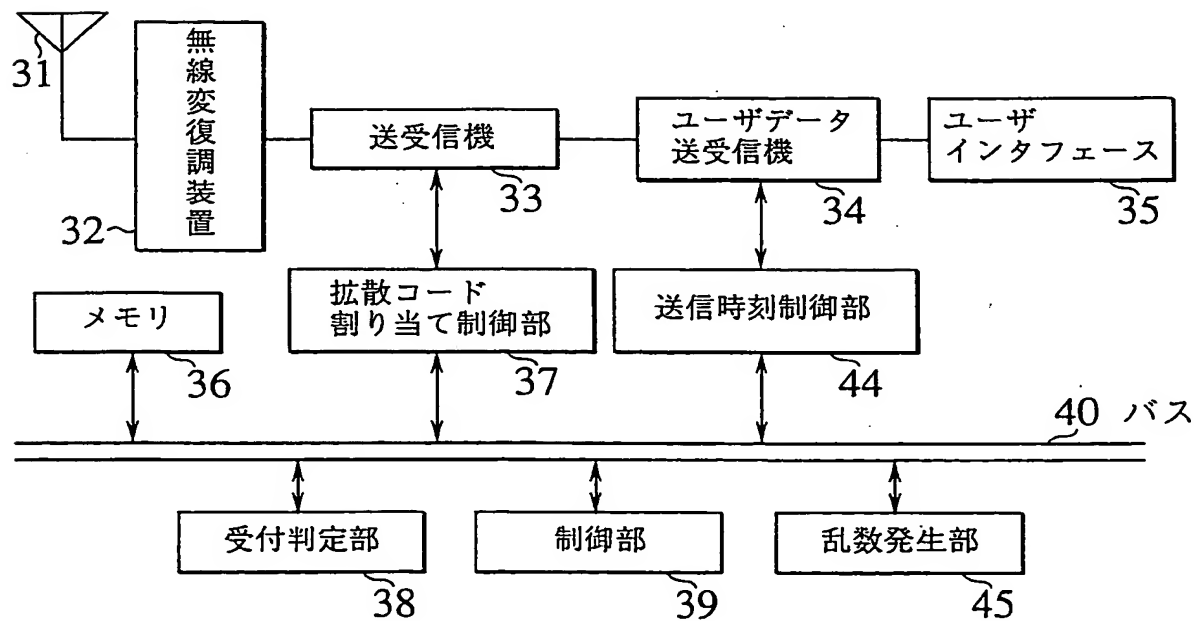 31
無線変復調装置
32
送受信機
33
ユーザデータ
送受信機
34
ユーザ
インタフェース
35
メモリ
36
拡散コード
割り当て制御部
37
送信時刻制御部
44
40 バス
受付判定部
38
制御部
39
乱数発生部
45